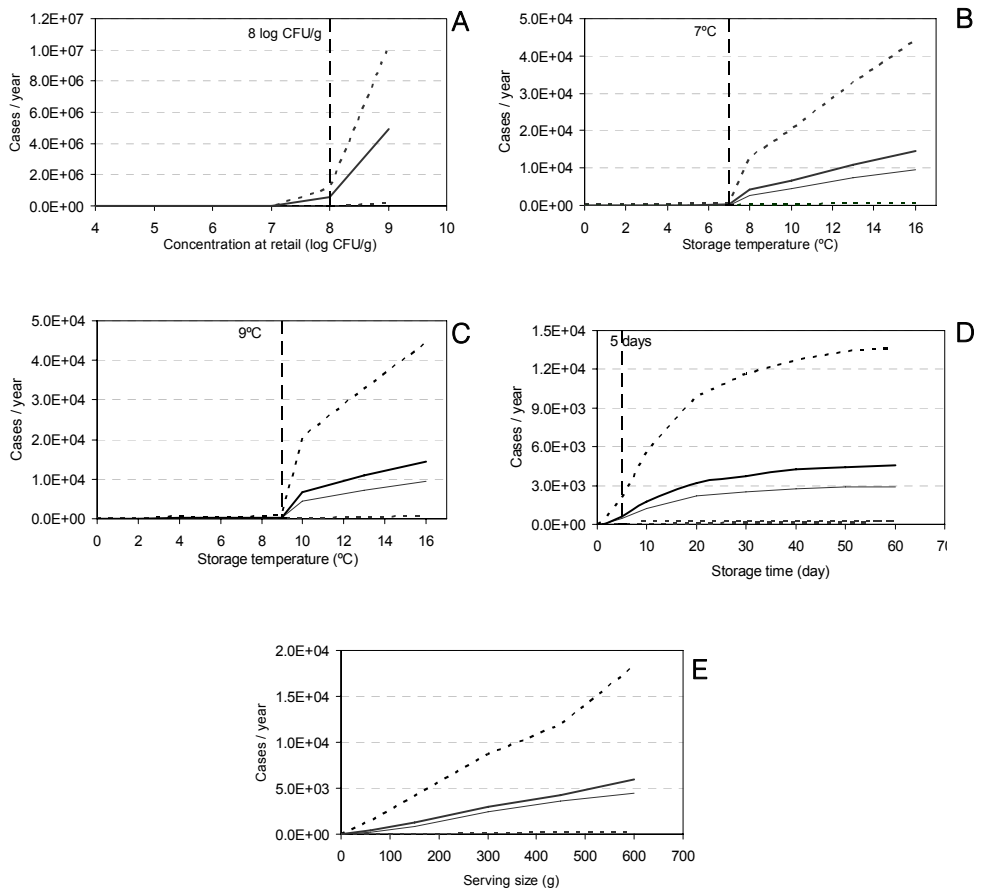 A
8 log CFU/g
Cases / year
1.2E+07
1.0E+07
8.0E+06
6.0E+06
4.0E+06
2.0E+06
0.0E+00
4 5 6 7 8 9 10
Concentration at retail (log CFU/g)
B
7ºC
Cases / year
5.0E+04
4.0E+04
3.0E+04
2.0E+04
1.0E+04
0.0E+00
0 2 4 6 8 10 12 14 16
Storage temperature (ºC)
C
9ºC
Cases / year
5.0E+04
4.0E+04
3.0E+04
2.0E+04
1.0E+04
0.0E+00
0 2 4 6 8 10 12 14 16
Storage temperature (ºC)
D
5 days
Cases / year
1.5E+04
1.2E+04
9.0E+03
6.0E+03
3.0E+03
0.0E+00
0 10 20 30 40 50 60
Storage time (day)
E
Cases / year
2.0E+04
1.5E+04
1.0E+04
5.0E+03
0.0E+00
0 100 200 300 400 500 600 700
Serving size (g)